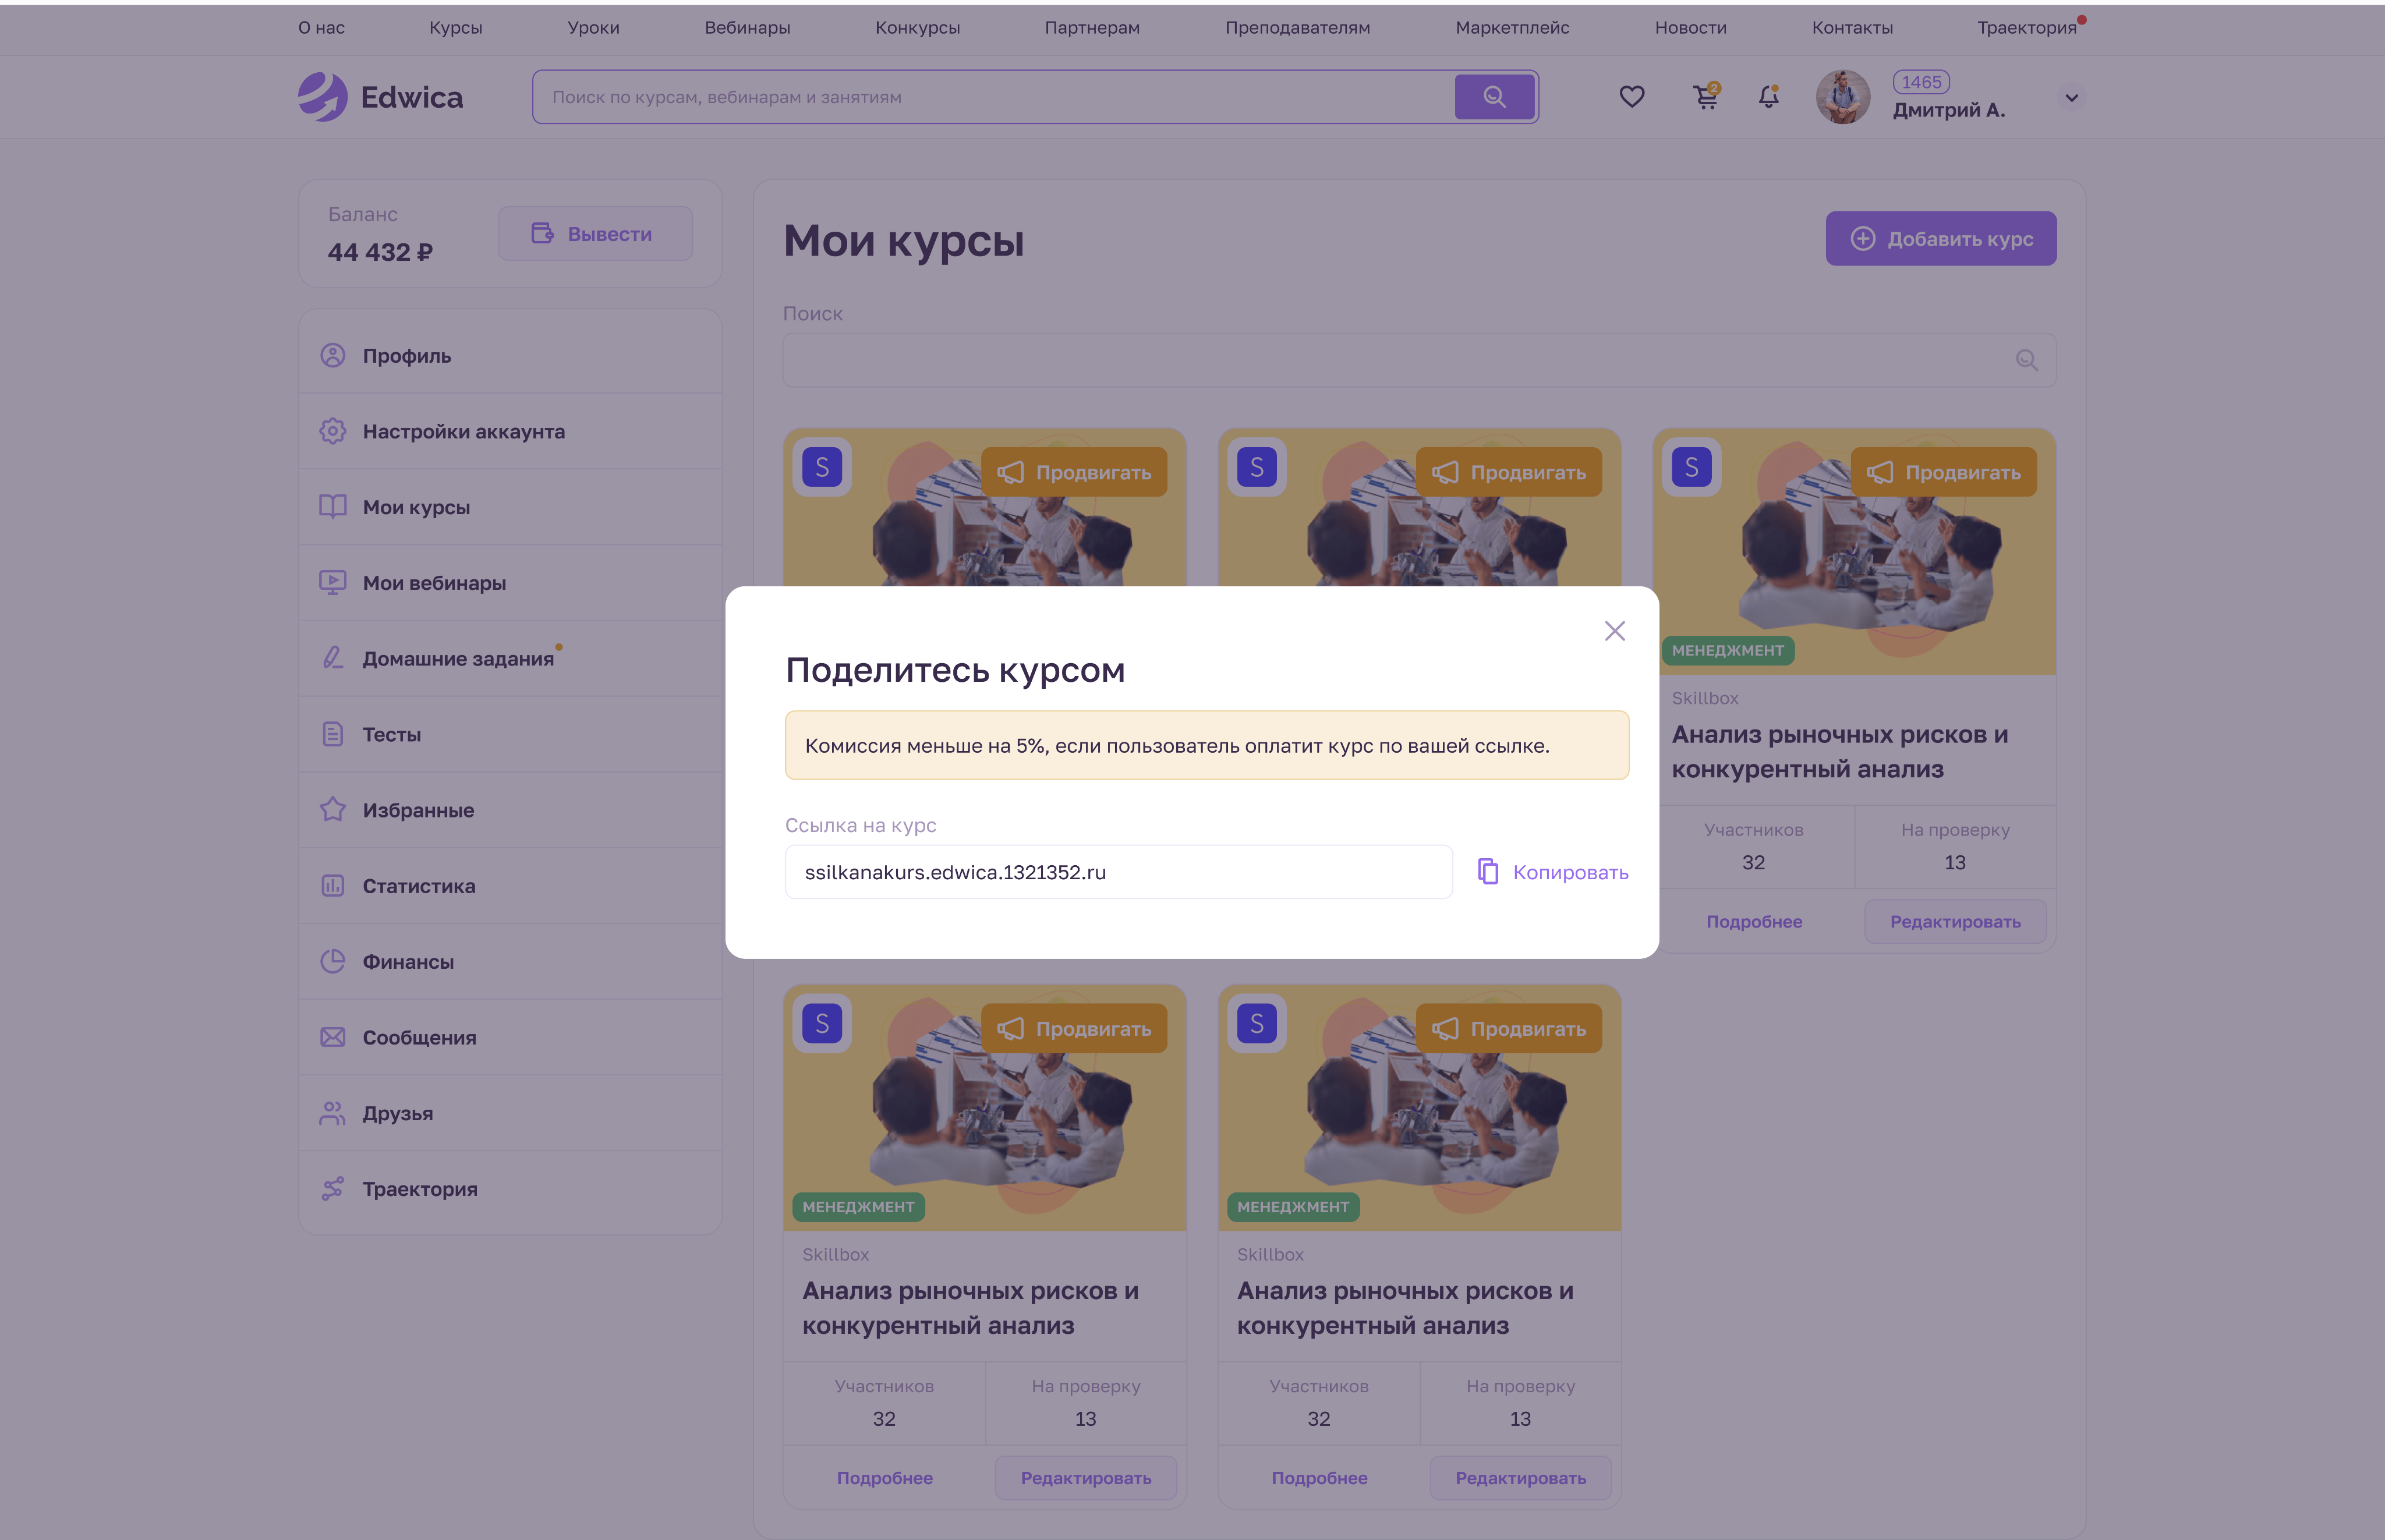 О нас
Курсы
Уроки
Вебинары
Конкурсы
Партнерам
Преподавателям
Маркетплейс
Новости
Контакты
Траектория
Edwica
Поиск по курсам, вебинарам и занятиям
2
1465
Дмитрий А.
Баланс
44 432 ₽
Вывести
Профиль
Настройки аккаунта
Мои курсы
Мои вебинары
Домашние задания
Тесты
Избранные
Статистика
Финансы
Сообщения
Друзья
Траектория
Мои курсы
Добавить курс
Поиск
S
Продвигать
S
Продвигать
S
Продвигать
МЕНЕДЖМЕНТ
Skillbox
Анализ рыночных рисков и
конкурентный анализ
Участников
32
На проверку
13
Подробнее
Редактировать
Поделитесь курсом
Комиссия меньше на 5%, если пользователь оплатит курс по вашей ссылке.
Ссылка на курс
ssilkanakurs.edwica.1321352.ru
Копировать
S
Продвигать
МЕНЕДЖМЕНТ
Skillbox
Анализ рыночных рисков и
конкурентный анализ
Участников
32
На проверку
13
Подробнее
Редактировать
S
Продвигать
МЕНЕДЖМЕНТ
Skillbox
Анализ рыночных рисков и
конкурентный анализ
Участников
32
На проверку
13
Подробнее
Редактировать